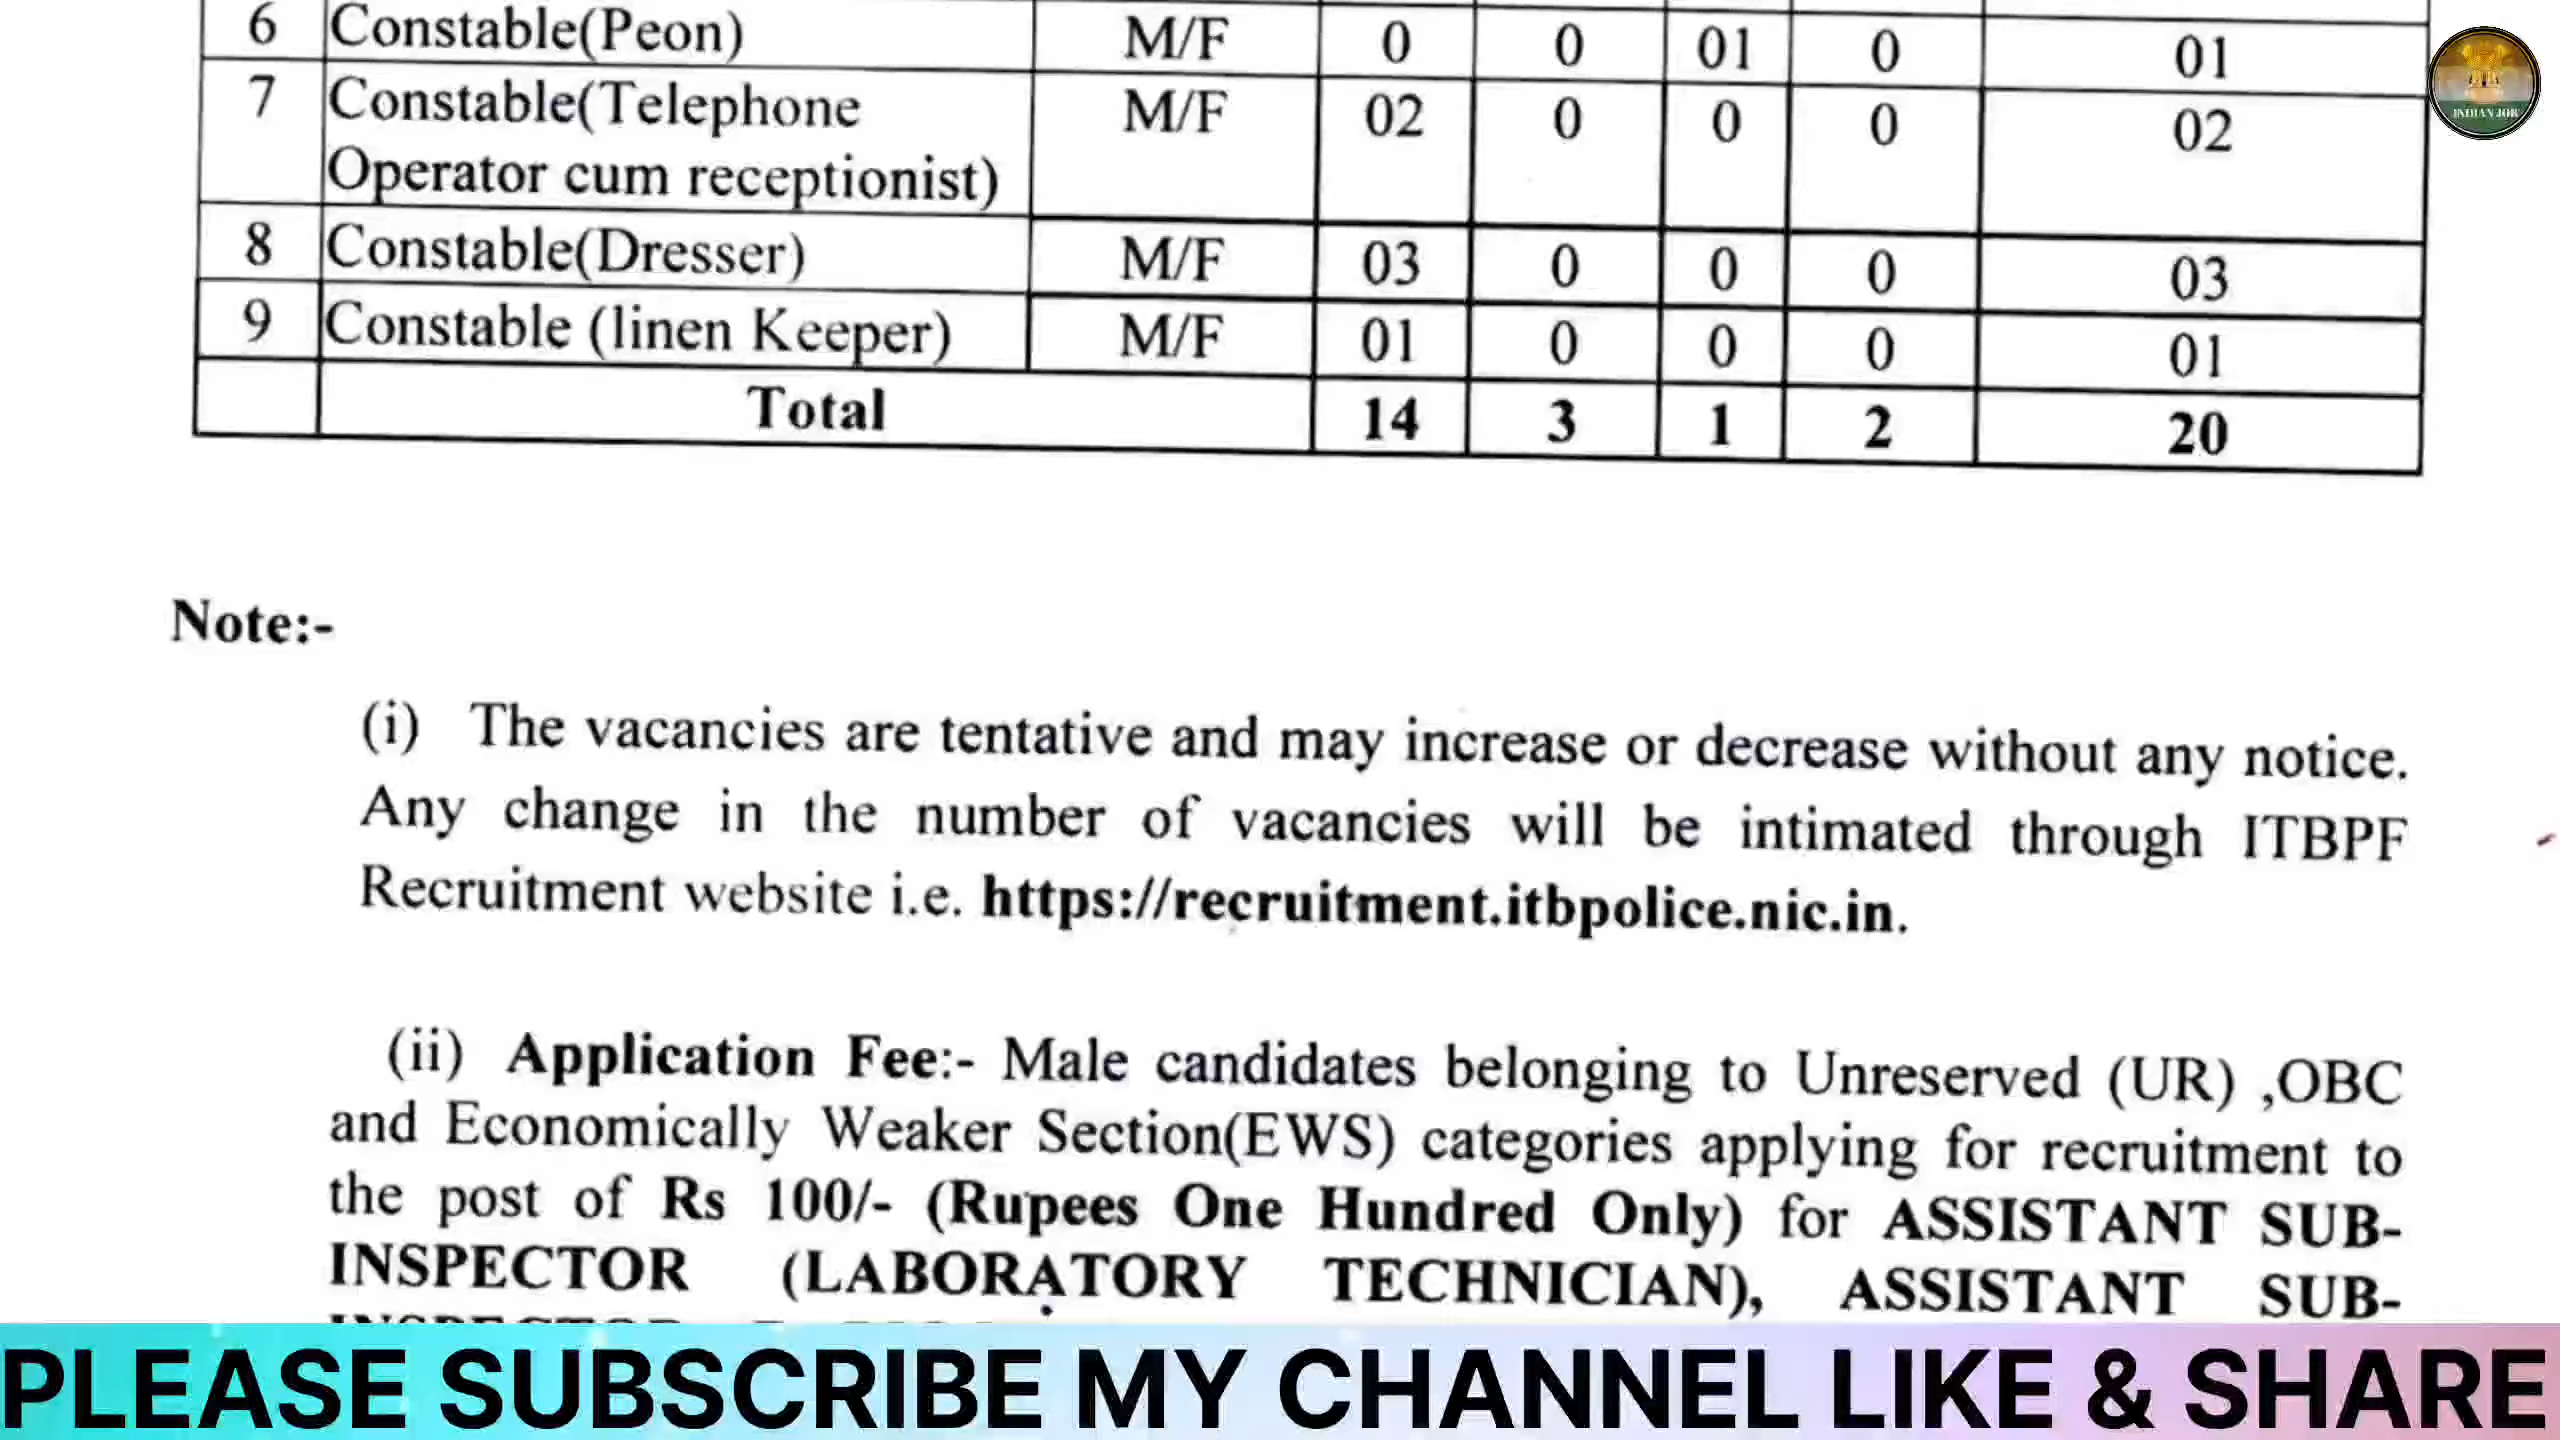 6 Constable(Peon) M/F 0 0 01 0 01
7 Constable(Telephone M/F 02 0 0 0 02
Operator cum receptionist)
8 Constable(Dresser) M/F 03 0 0 0 03
9 Constable (linen Keeper) M/F 01 0 0 0 01
Total 14 3 1 2 20
INDIAN JOB
Note:-
(i) The vacancies are tentative and may increase or decrease without any notice.
Any change in the number of vacancies will be intimated through ITBPF
Recruitment website i.e. https://recruitment.itbpolice.nic.in.
(ii) Application Fee:- Male candidates belonging to Unreserved (UR) ,OBC
and Economically Weaker Section(EWS) categories applying for recruitment to
the post of Rs 100/- (Rupees One Hundred Only) for ASSISTANT SUB-
INSPECTOR (LABORATORY TECHNICIAN), ASSISTANT SUB-
PLEASE SUBSCRIBE MY CHANNEL LIKE & SHARE